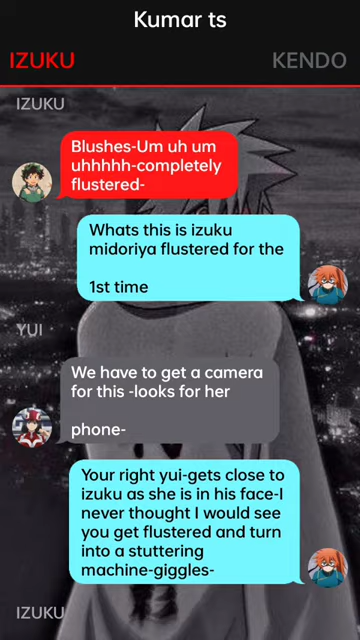 Kumar ts
IZUKU KENDO
IZUKU
Blushes-Um uh um
uhhhhh-completely
flustered-
Whats this is izuku
midoriya flustered for the
1st time
YUI
We have to get a camera
for this -looks for her
phone-
Your right yui-gets close to
izuku as she is in his face-I
never thought I would see
you get flustered and turn
into a stuttering
machine-giggles-
IZUKU